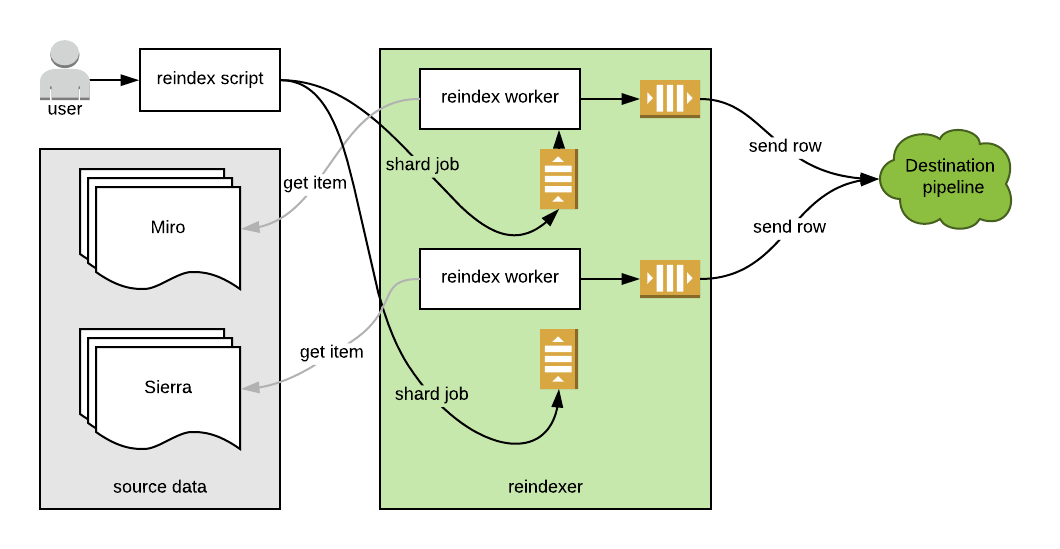 user
reindex script
reindex worker
shard job
get item
send row
Miro
Destination
pipeline
send row
reindex worker
get item
Sierra
shard job
source data
reindexer